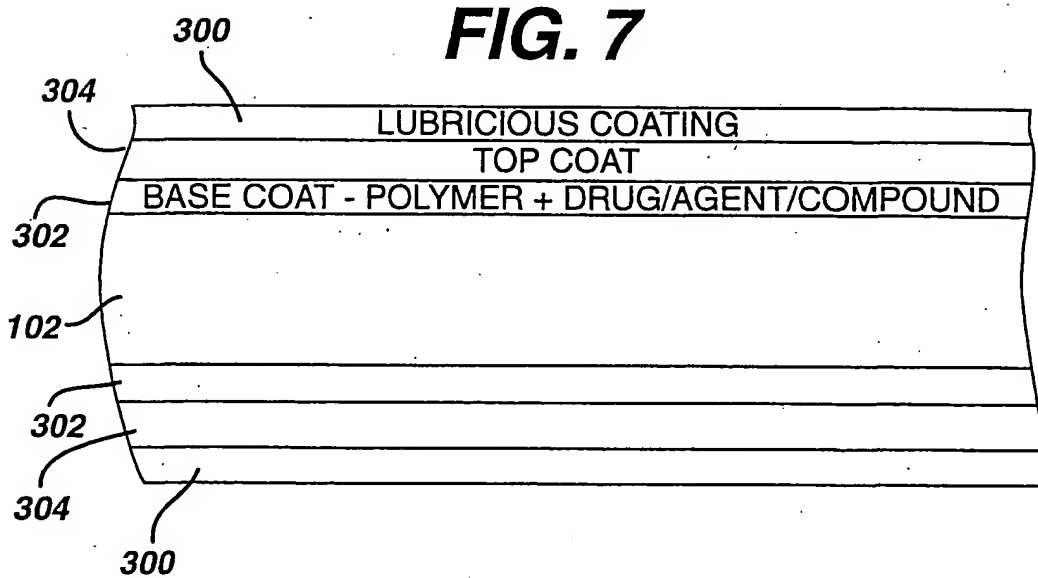 FIG. 7
300
304
LUBRICIOUS COATING
TOP COAT
BASE COAT - POLYMER + DRUG/AGENT/COMPOUND
302
102
302
304
300